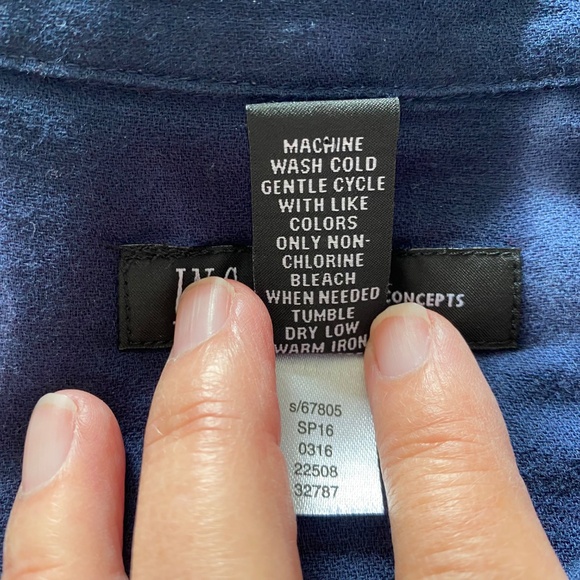 MACHINE
WASH COLD
GENTLE CYCLE
WITH LIKE
COLORS
ONLY NON-
CHLORINE
BLEACH
WHEN NEEDED
TUMBLE
DRY LOW
WARM IRON
CONCEPTS
s/67805
SP16
0316
22508
32787